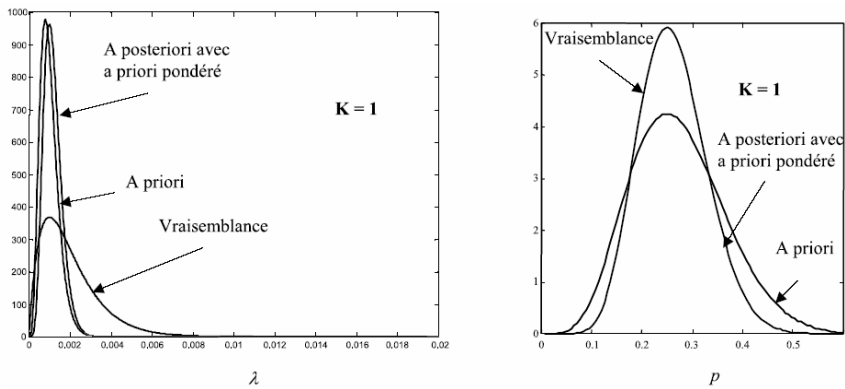 1000
900
800
700
600
500
400
300
200
100
0
A posteriori avec
a priori pondéré
K = 1
A priori
Vraisemblance
0 0,002 0,004 0,006 0,008 0,01 0,012 0,014 0,016 0,018 0,02
λ
6
5
4
3
2
1
0
Vraisemblance
K = 1
A posteriori avec
a priori pondéré
A priori
0 0.1 0.2 0.3 0.4 0.5
p